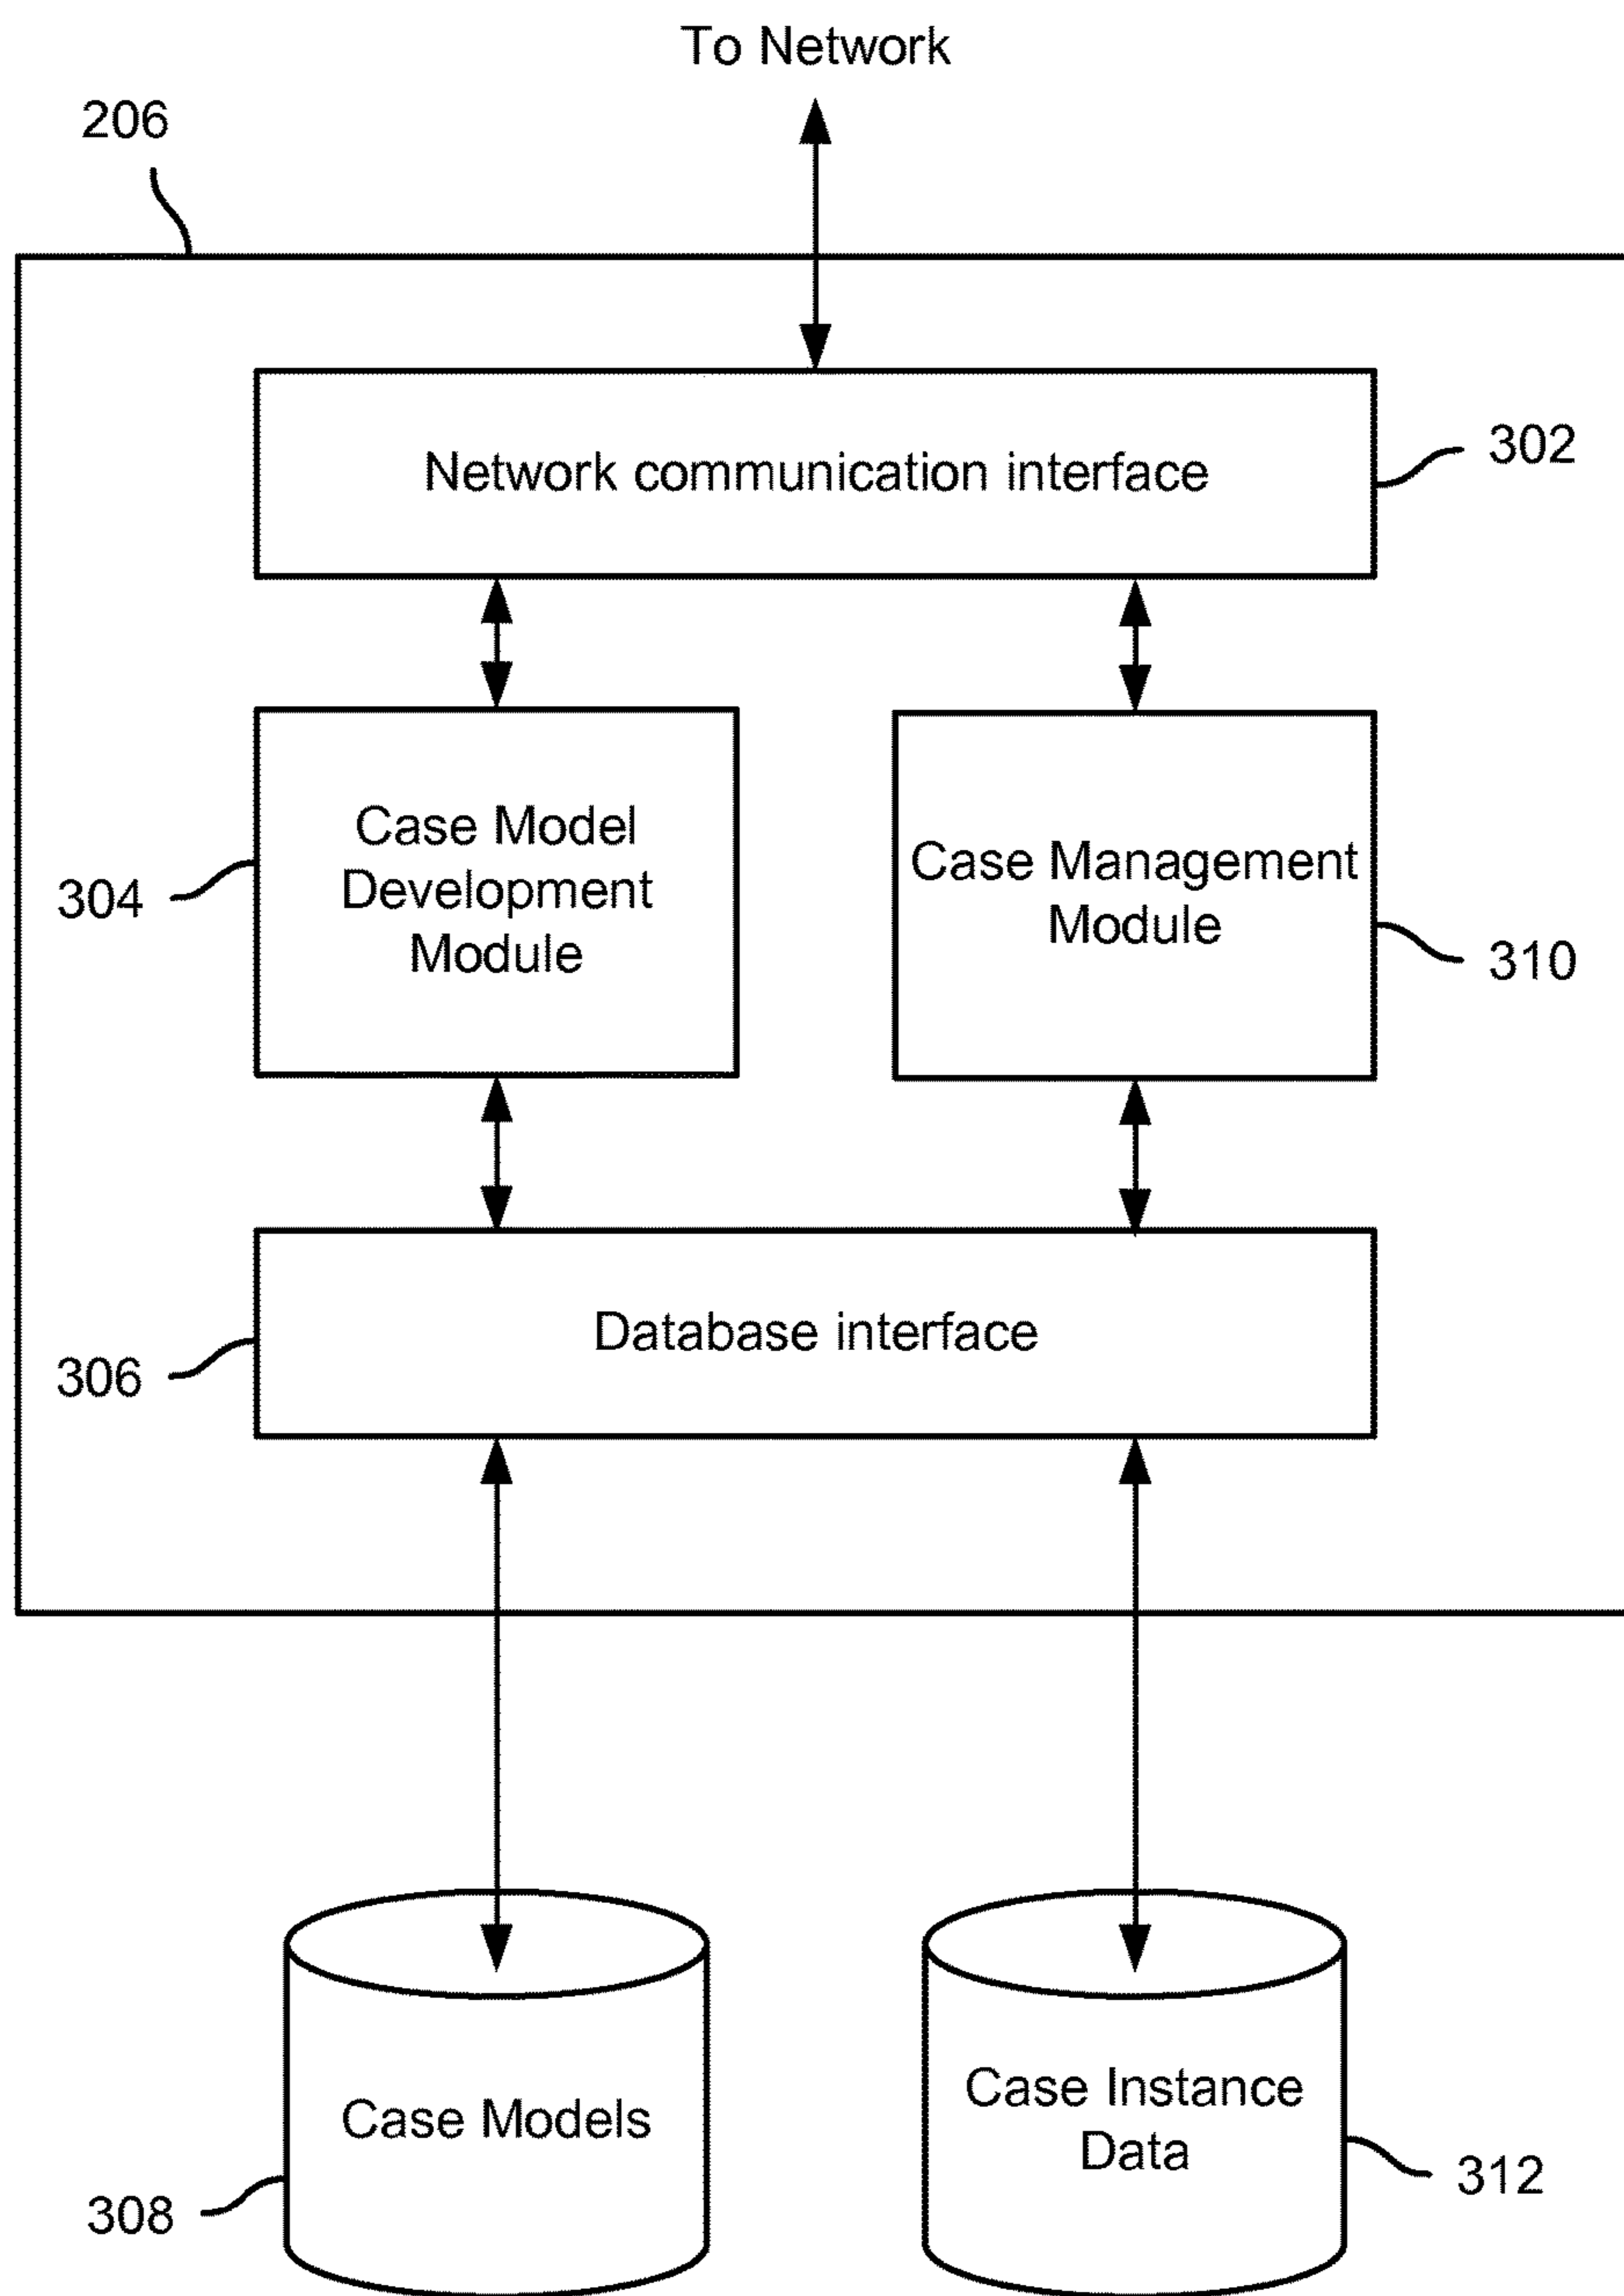 To Network
206
Network communication interface
302
Case Model
Development
Module
304
Case Management
Module
310
Database interface
306
Case Models
308
Case Instance
Data
312